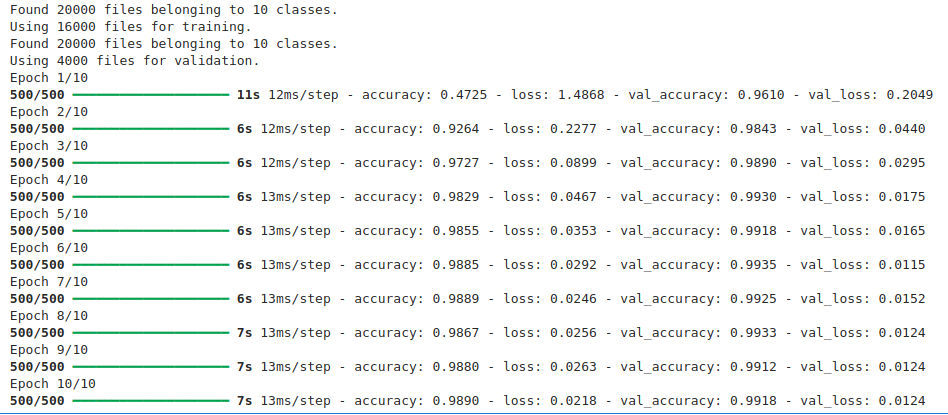 Found 20000 files belonging to 10 classes.
Using 16000 files for training.
Found 20000 files belonging to 10 classes.
Using 4000 files for validation.
Epoch 1/10
500/500 ━━━━━━━━━━━━━━━━━━━━ 11s 12ms/step - accuracy: 0.4725 - loss: 1.4868 - val_accuracy: 0.9610 - val_loss: 0.2049
Epoch 2/10
500/500 ━━━━━━━━━━━━━━━━━━━━ 6s 12ms/step - accuracy: 0.9264 - loss: 0.2277 - val_accuracy: 0.9843 - val_loss: 0.0440
Epoch 3/10
500/500 ━━━━━━━━━━━━━━━━━━━━ 6s 12ms/step - accuracy: 0.9727 - loss: 0.0899 - val_accuracy: 0.9890 - val_loss: 0.0295
Epoch 4/10
500/500 ━━━━━━━━━━━━━━━━━━━━ 6s 13ms/step - accuracy: 0.9829 - loss: 0.0467 - val_accuracy: 0.9930 - val_loss: 0.0175
Epoch 5/10
500/500 ━━━━━━━━━━━━━━━━━━━━ 6s 13ms/step - accuracy: 0.9855 - loss: 0.0353 - val_accuracy: 0.9918 - val_loss: 0.0165
Epoch 6/10
500/500 ━━━━━━━━━━━━━━━━━━━━ 6s 13ms/step - accuracy: 0.9885 - loss: 0.0292 - val_accuracy: 0.9935 - val_loss: 0.0115
Epoch 7/10
500/500 ━━━━━━━━━━━━━━━━━━━━ 6s 13ms/step - accuracy: 0.9889 - loss: 0.0246 - val_accuracy: 0.9925 - val_loss: 0.0152
Epoch 8/10
500/500 ━━━━━━━━━━━━━━━━━━━━ 7s 13ms/step - accuracy: 0.9867 - loss: 0.0256 - val_accuracy: 0.9933 - val_loss: 0.0124
Epoch 9/10
500/500 ━━━━━━━━━━━━━━━━━━━━ 7s 13ms/step - accuracy: 0.9880 - loss: 0.0263 - val_accuracy: 0.9912 - val_loss: 0.0124
Epoch 10/10
500/500 ━━━━━━━━━━━━━━━━━━━━ 7s 13ms/step - accuracy: 0.9890 - loss: 0.0218 - val_accuracy: 0.9918 - val_loss: 0.0124